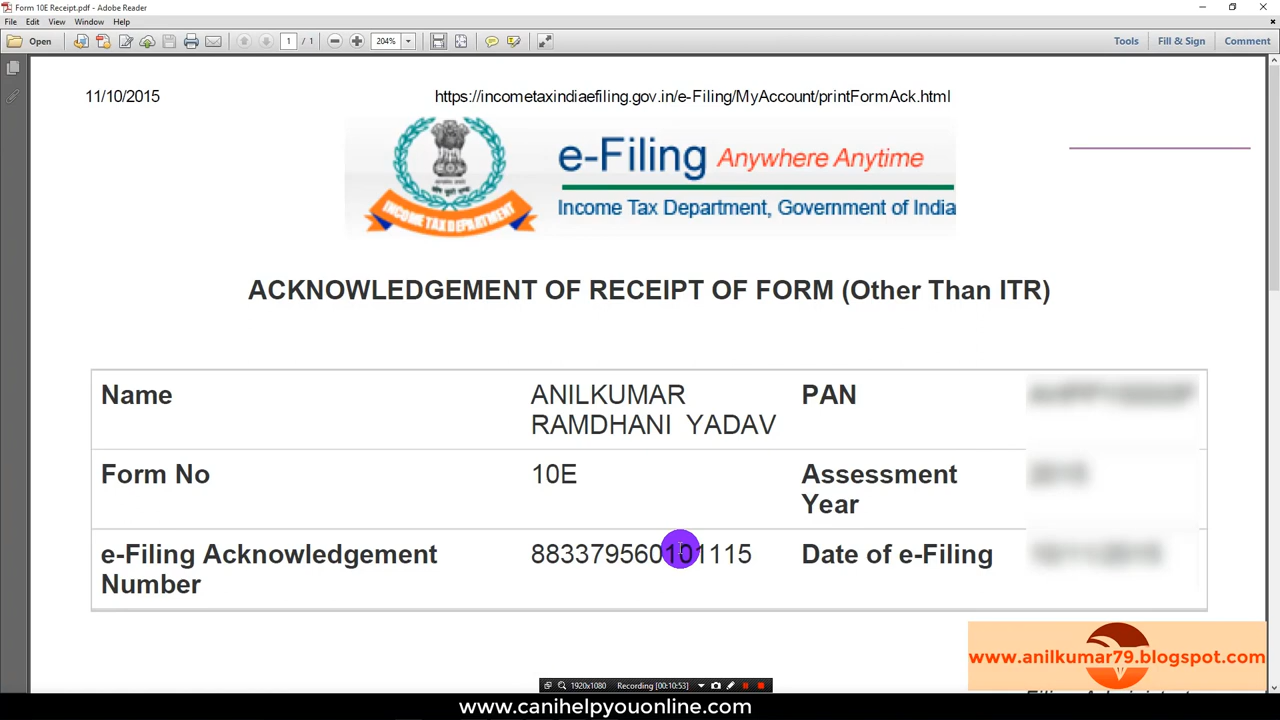 Form 10E Receipt.pdf - Adobe Reader
File Edit View Window Help
Open 1 / 1 204% Tools Fill & Sign Comment
11/10/2015 https://incometaxindiaefiling.gov.in/e-Filing/MyAccount/printFormAck.html
e-Filing Anywhere Anytime
Income Tax Department, Government of India
INCOME TAX DEPARTMENT
ACKNOWLEDGEMENT OF RECEIPT OF FORM (Other Than ITR)
Name ANILKUMAR PAN
RAMDHANI YADAV
Form No 10E Assessment
Year
e-Filing Acknowledgement 883379560101115 Date of e-Filing
Number
www.anilkumar79.blogspot.com
1920x1080 Recording [00:10:53]
www.canihelpyouonline.com